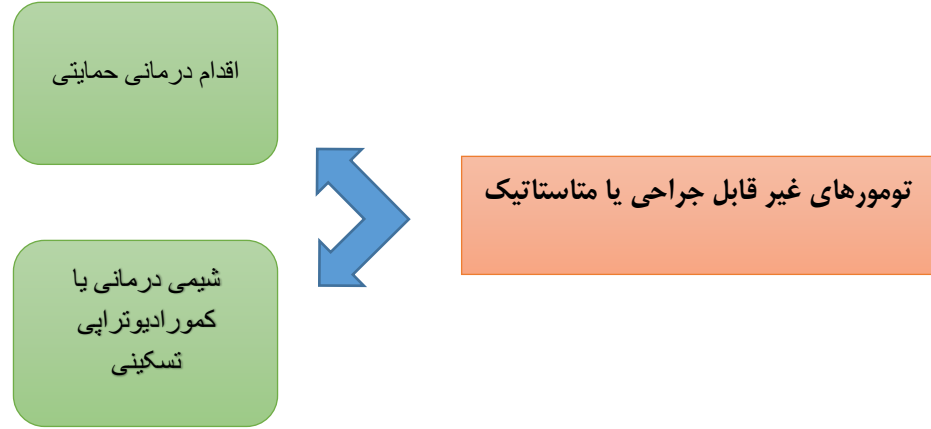 تومورهای غیر قابل جراحی یا متاستاتیک
اقدام درمانی حمایتی
شیمی درمانی یا
کمورادیوتراپی
تسکینی